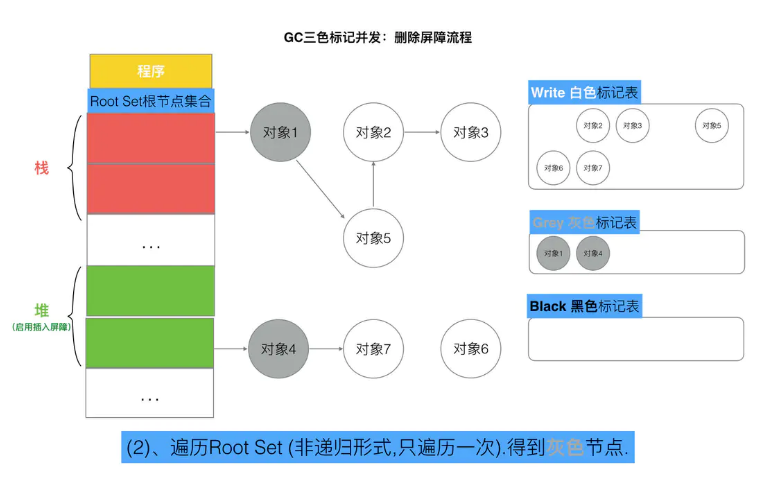 GC三色标记并发：删除屏障流程
程序
Root Set根节点集合
栈
...
堆
(启用插入屏障)
...
对象1
对象2
对象3
对象5
对象4
对象7
对象6
Write 白色标记表
对象2
对象3
对象5
对象6
对象7
Grey 灰色标记表
对象1
对象4
Black 黑色标记表
(2)、遍历Root Set (非递归形式,只遍历一次).得到灰色节点.